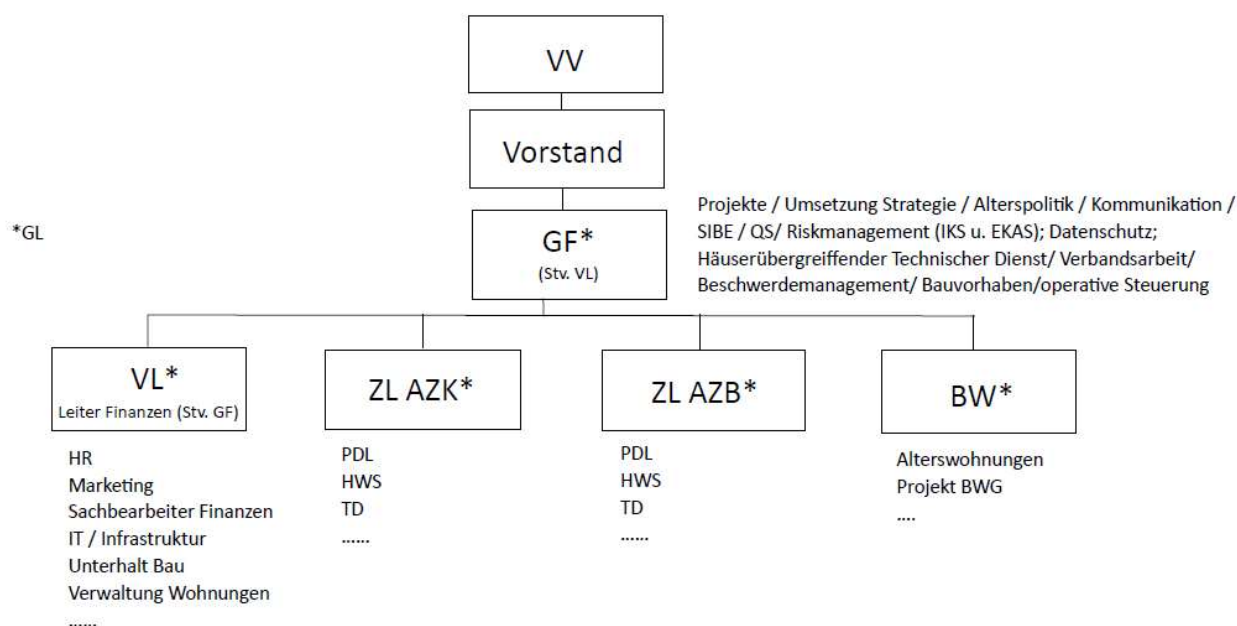 VV
Vorstand
GF*
(Stv. VL)
*GL
Projekte / Umsetzung Strategie / Alterspolitik / Kommunikation /
SIBE / QS/ Riskmanagement (IKS u. EKAS); Datenschutz;
Häuserübergreiffender Technischer Dienst/ Verbandsarbeit/
Beschwerdemanagement/ Bauvorhaben/operative Steuerung
VL*
Leiter Finanzen (Stv. GF)
HR
Marketing
Sachbearbeiter Finanzen
IT / Infrastruktur
Unterhalt Bau
Verwaltung Wohnungen
......
ZL AZK*
PDL
HWS
TD
......
ZL AZB*
PDL
HWS
TD
......
BW*
Alterswohnungen
Projekt BWG
....